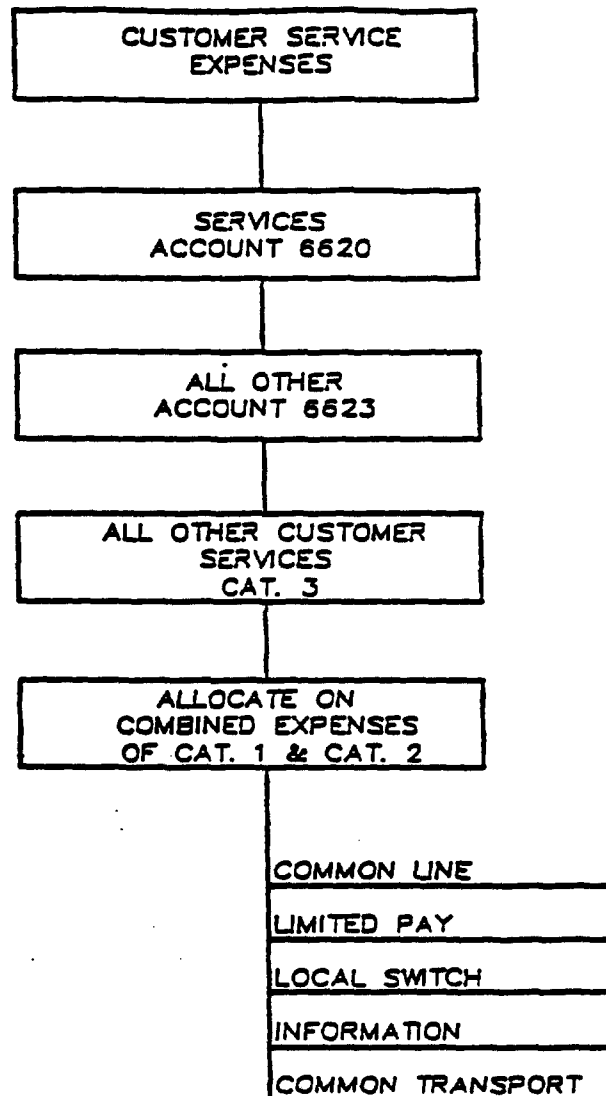 CUSTOMER SERVICE
EXPENSES
SERVICES
ACCOUNT 6620
ALL OTHER
ACCOUNT 6623
ALL OTHER CUSTOMER
SERVICES
CAT. 3
ALLOCATE ON
COMBINED EXPENSES
OF CAT. 1 & CAT. 2
COMMON LINE
LIMITED PAY
LOCAL SWITCH
INFORMATION
COMMON TRANSPORT